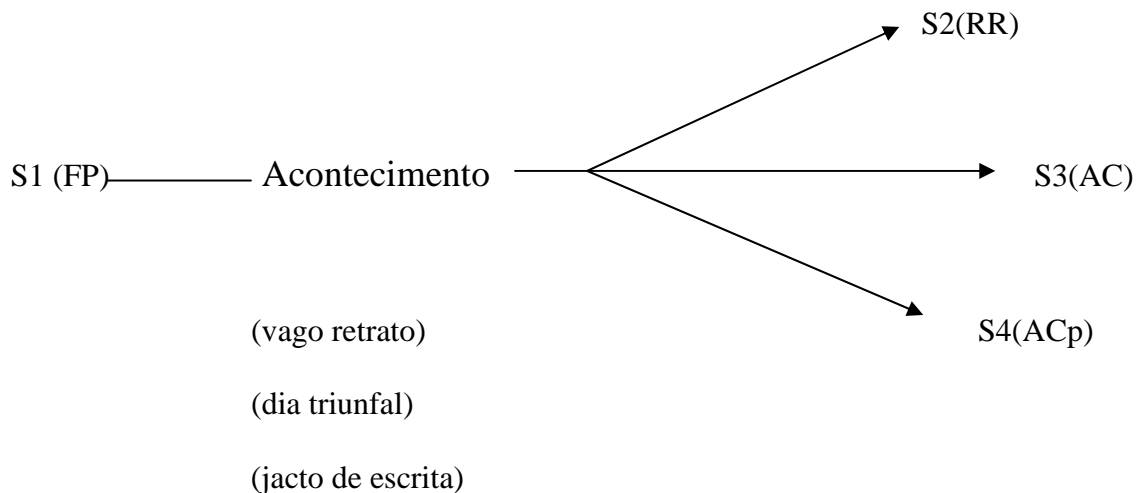 S2(RR)
S1 (FP) Acontecimento S3(AC)
(vago retrato) S4(ACp)
(dia triunfal)
(jacto de escrita)